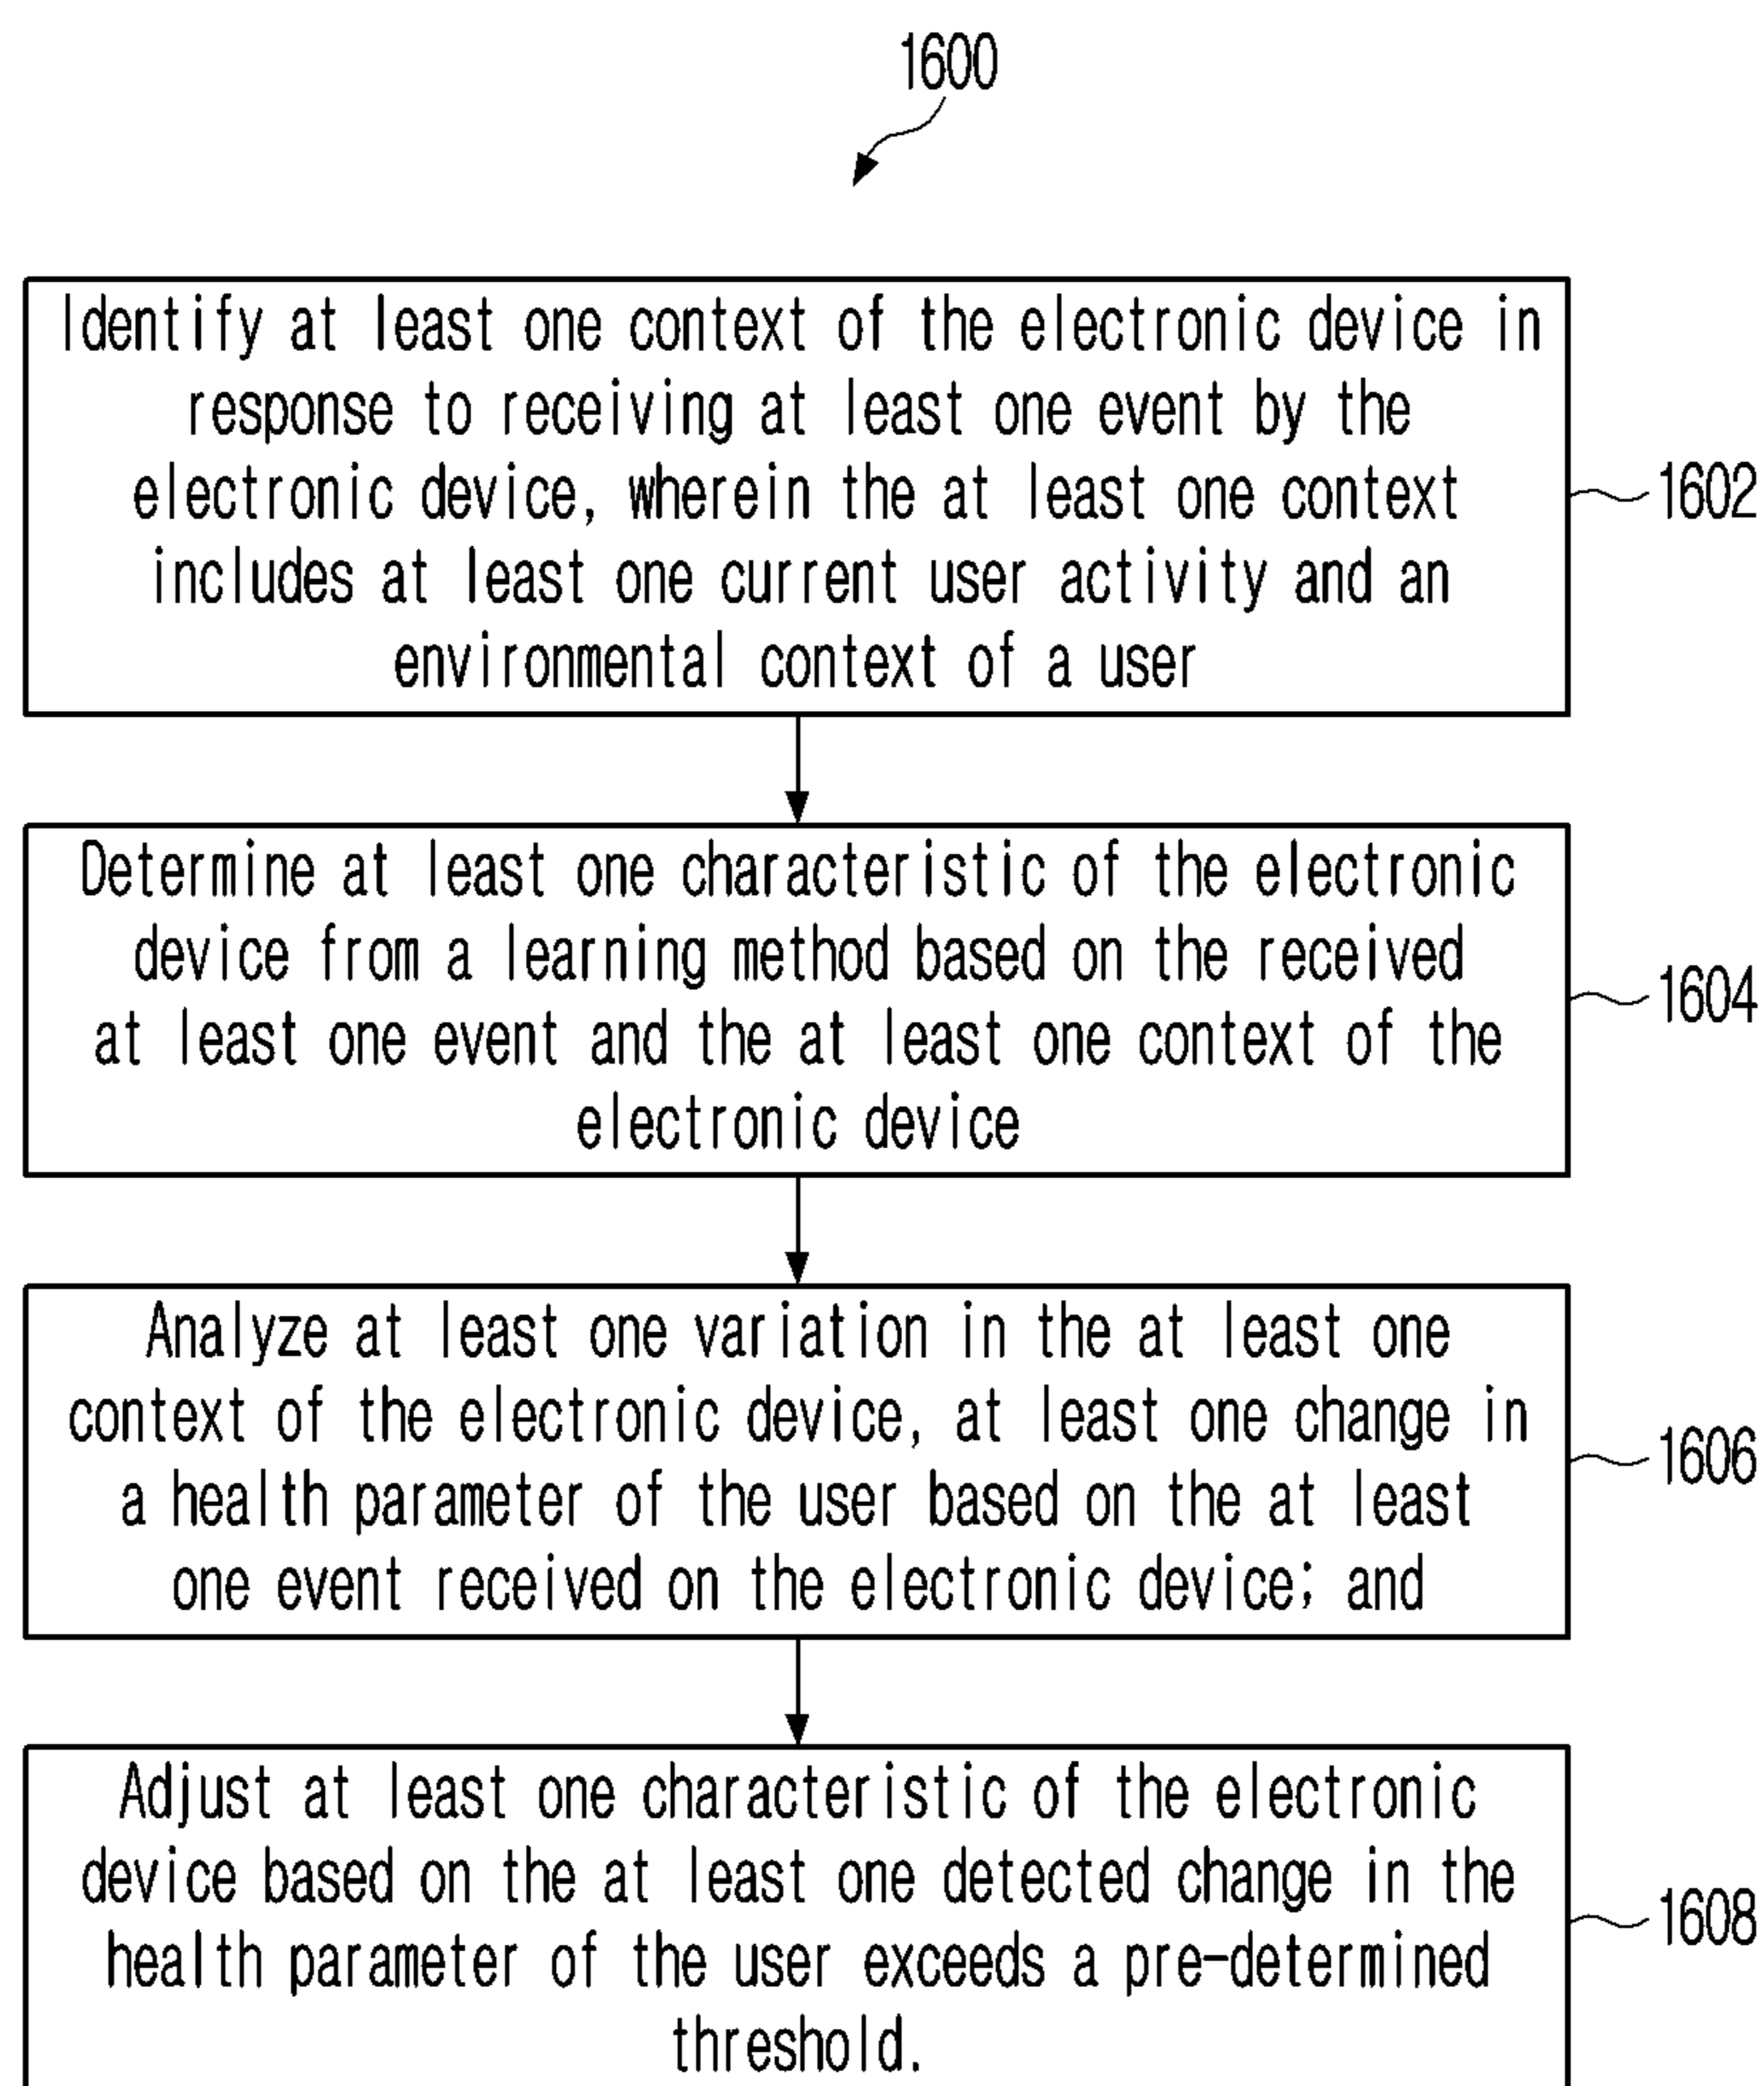 1600
Identify at least one context of the electronic device in
response to receiving at least one event by the
electronic device, wherein the at least one context
includes at least one current user activity and an
environmental context of a user
1602
Determine at least one characteristic of the electronic
device from a learning method based on the received
at least one event and the at least one context of the
electronic device
1604
Analyze at least one variation in the at least one
context of the electronic device, at least one change in
a health parameter of the user based on the at least
one event received on the electronic device; and
1606
Adjust at least one characteristic of the electronic
device based on the at least one detected change in the
health parameter of the user exceeds a pre-determined
threshold.
1608